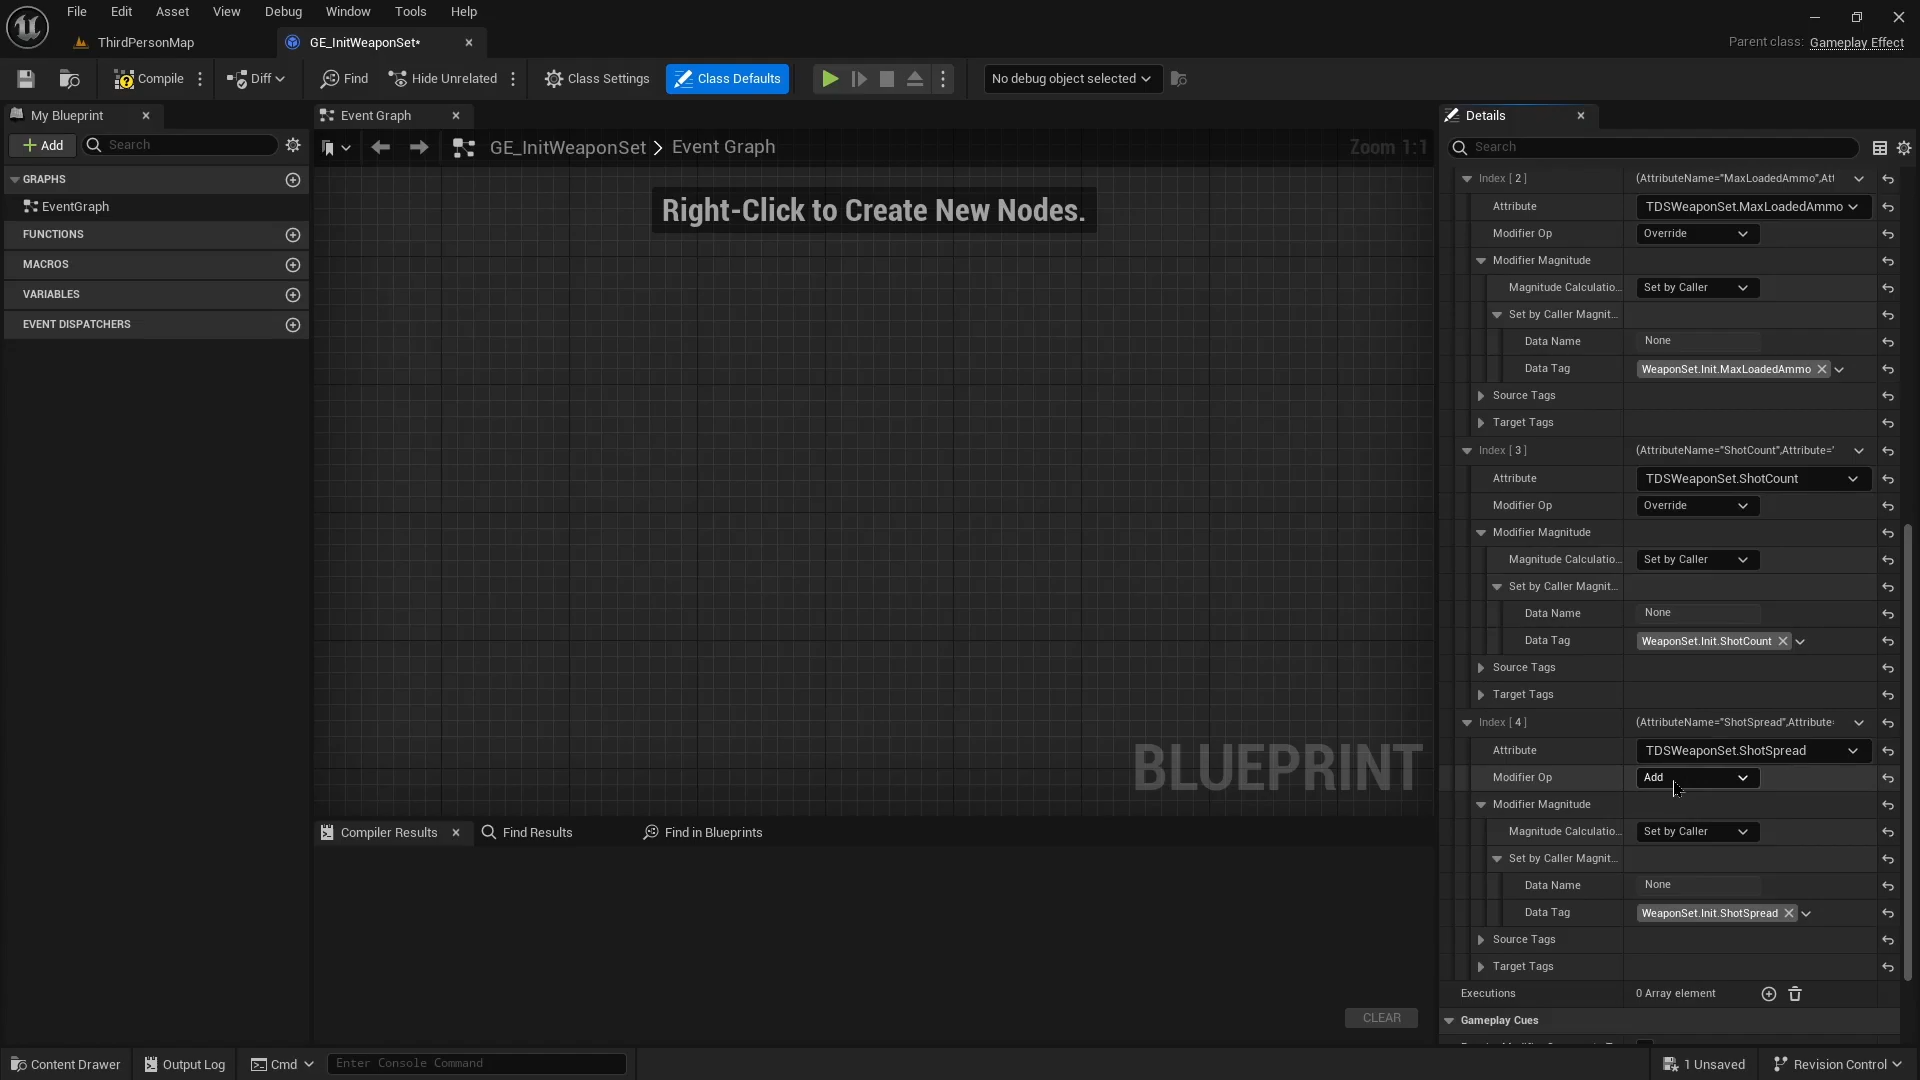 File Edit Asset View Debug Window Tools Help
ThirdPersonMap
GE_InitWeaponSet*
Parent class: Gameplay Effect
Compile
Diff
Find
Hide Unrelated
Class Settings
Class Defaults
No debug object selected
My Blueprint
Event Graph
Details
Add
Search
GE_InitWeaponSet > Event Graph
Zoom 1:1
Search
GRAPHS
EventGraph
FUNCTIONS
MACROS
VARIABLES
EVENT DISPATCHERS
Right-Click to Create New Nodes.
BLUEPRINT
Index [ 2 ] (AttributeName="MaxLoadedAmmo",Att
Attribute TDSWeaponSet.MaxLoadedAmmo
Modifier Op Override
Modifier Magnitude
Magnitude Calculatio... Set by Caller
Set by Caller Magnit...
Data Name None
Data Tag WeaponSet.Init.MaxLoadedAmmo
Source Tags
Target Tags
Index [ 3 ] (AttributeName="ShotCount",Attribute='
Attribute TDSWeaponSet.ShotCount
Modifier Op Override
Modifier Magnitude
Magnitude Calculatio... Set by Caller
Set by Caller Magnit...
Data Name None
Data Tag WeaponSet.Init.ShotCount
Source Tags
Target Tags
Index [ 4 ] (AttributeName="ShotSpread",Attribute=
Attribute TDSWeaponSet.ShotSpread
Modifier Op Add
Modifier Magnitude
Magnitude Calculatio... Set by Caller
Set by Caller Magnit...
Data Name None
Data Tag WeaponSet.Init.ShotSpread
Source Tags
Target Tags
Executions 0 Array element
Gameplay Cues
Compiler Results
Find Results
Find in Blueprints
CLEAR
Content Drawer
Output Log
Cmd
Enter Console Command
1 Unsaved
Revision Control